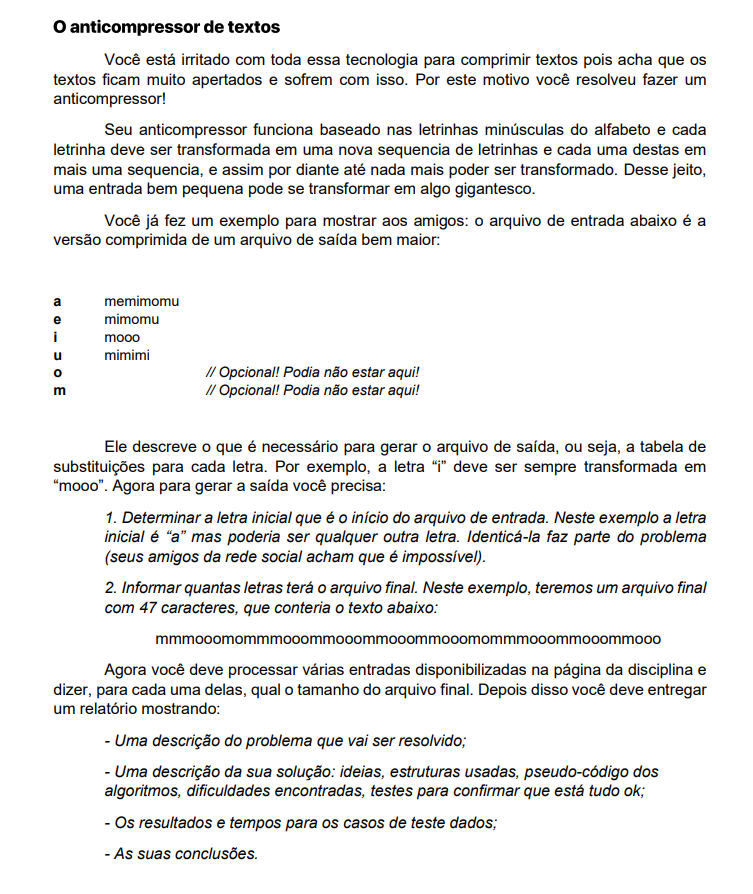 O anticompressor de textos
Você está irritado com toda essa tecnologia para comprimir textos pois acha que os
textos ficam muito apertados e sofrem com isso. Por este motivo você resolveu fazer um
anticompressor!
Seu anticompressor funciona baseado nas letrinhas minúsculas do alfabeto e cada
letrinha deve ser transformada em uma nova sequencia de letrinhas e cada uma destas em
mais uma sequencia, e assim por diante até nada mais poder ser transformado. Desse jeito,
uma entrada bem pequena pode se transformar em algo gigantesco.
Você já fez um exemplo para mostrar aos amigos: o arquivo de entrada abaixo é a
versão comprimida de um arquivo de saída bem maior:
a memimomu
e mimomu
i mooo
u mimimi
o // Opcional! Podia não estar aqui!
m // Opcional! Podia não estar aqui!
Ele descreve o que é necessário para gerar o arquivo de saída, ou seja, a tabela de
substituições para cada letra. Por exemplo, a letra “i” deve ser sempre transformada em
“mooo”. Agora para gerar a saída você precisa:
1. Determinar a letra inicial que é o início do arquivo de entrada. Neste exemplo a letra
inicial é “a” mas poderia ser qualquer outra letra. Identicá-la faz parte do problema
(seus amigos da rede social acham que é impossível).
2. Informar quantas letras terá o arquivo final. Neste exemplo, teremos um arquivo final
com 47 caracteres, que conteria o texto abaixo:
mmmooomommmooommooommooommooomommmooommooommooo
Agora você deve processar várias entradas disponibilizadas na página da disciplina e
dizer, para cada uma delas, qual o tamanho do arquivo final. Depois disso você deve entregar
um relatório mostrando:
- Uma descrição do problema que vai ser resolvido;
- Uma descrição da sua solução: ideias, estruturas usadas, pseudo-código dos
algoritmos, dificuldades encontradas, testes para confirmar que está tudo ok;
- Os resultados e tempos para os casos de teste dados;
- As suas conclusões.